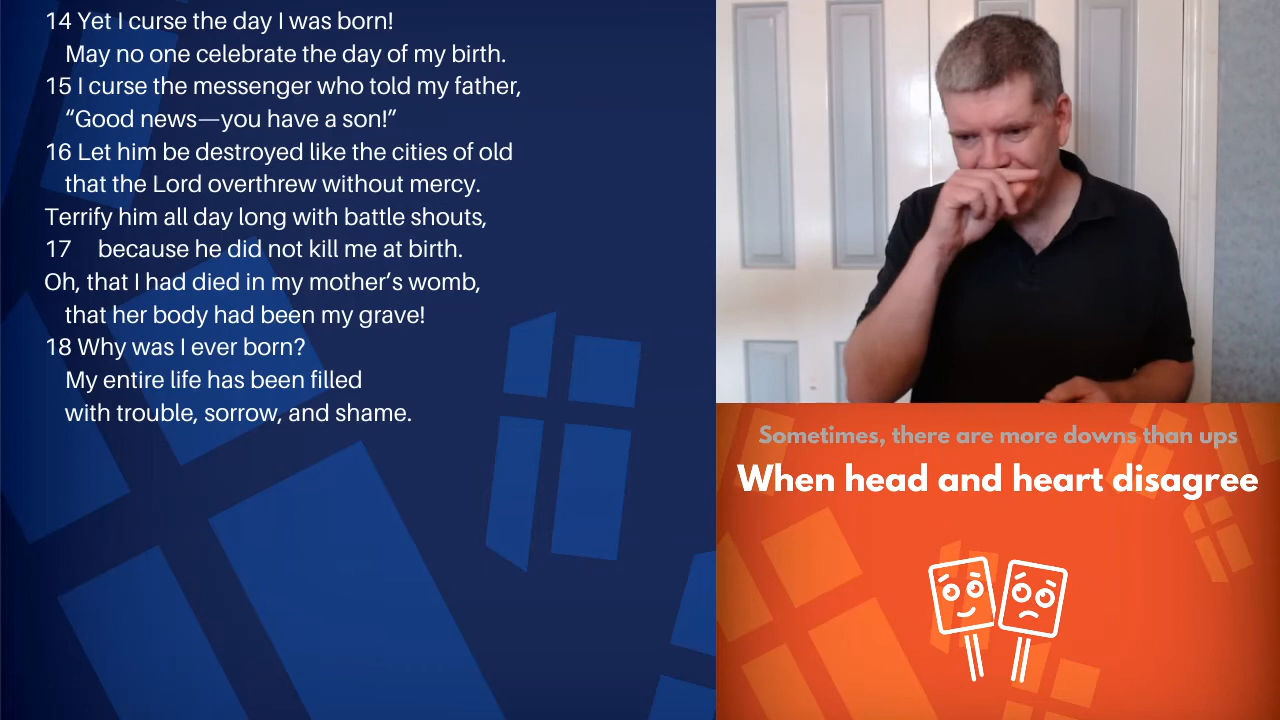 14 Yet I curse the day I was born!
May no one celebrate the day of my birth.
15 I curse the messenger who told my father,
“Good news—you have a son!”
16 Let him be destroyed like the cities of old
that the Lord overthrew without mercy.
Terrify him all day long with battle shouts,
17 because he did not kill me at birth.
Oh, that I had died in my mother’s womb,
that her body had been my grave!
18 Why was I ever born?
My entire life has been filled
with trouble, sorrow, and shame.
Sometimes, there are more downs than ups
When head and heart disagree